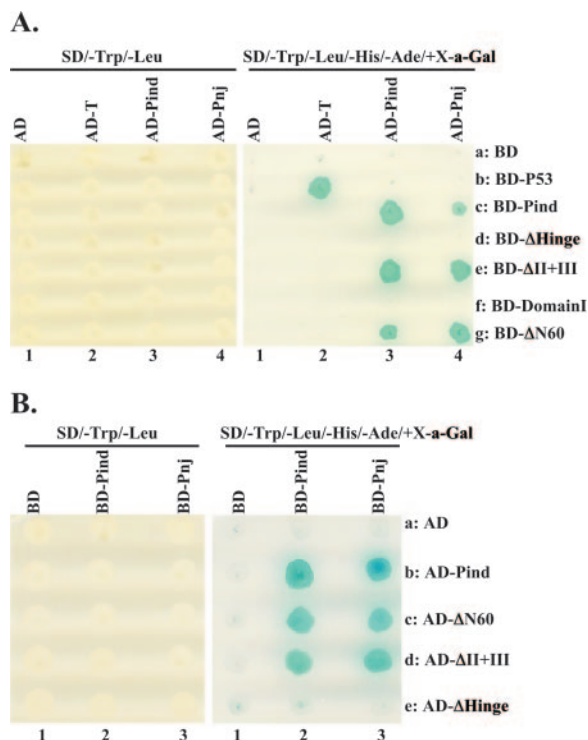 A.
SD/-Trp/-Leu SD/-Trp/-Leu/-His/-Ade/+X-a-Gal
AD AD-T AD-Pind AD-Pnj AD AD-T AD-Pind AD-Pnj
a: BD
b: BD-P53
c: BD-Pind
d: BD-ΔHinge
e: BD-ΔII+III
f: BD-DomainI
g: BD-ΔN60
1 2 3 4 1 2 3 4
B.
SD/-Trp/-Leu SD/-Trp/-Leu/-His/-Ade/+X-a-Gal
BD BD-Pind BD-Pnj BD BD-Pind BD-Pnj
a: AD
b: AD-Pind
c: AD-ΔN60
d: AD-ΔII+III
e: AD-ΔHinge
1 2 3 1 2 3